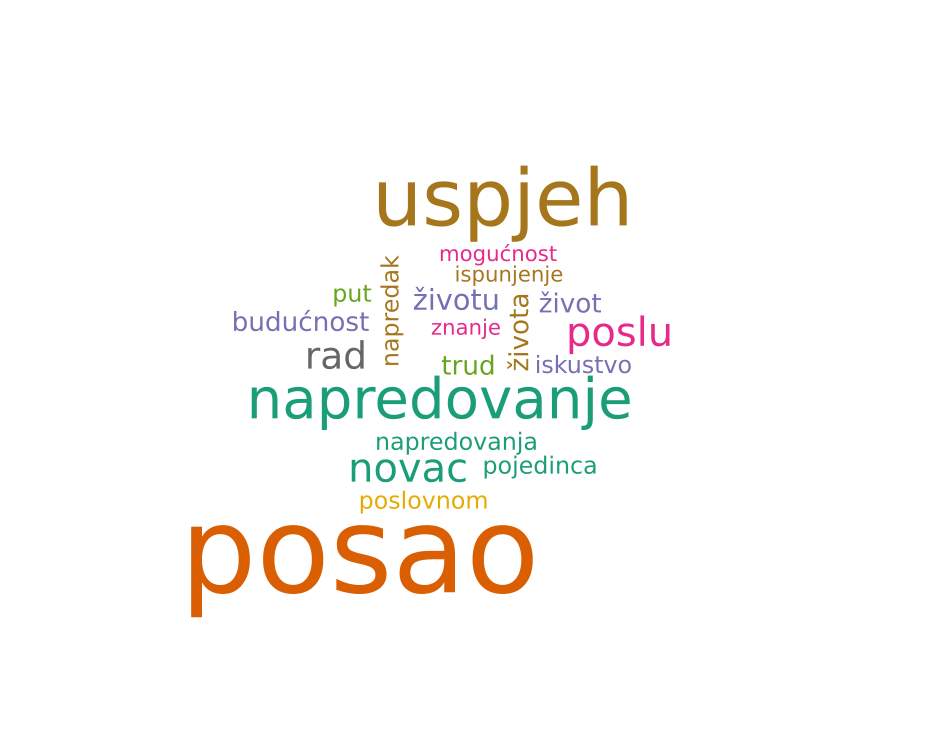 uspjeh
mogućnost
ispunjenje
napredak
put
životu
života
život
budućnost
znanje
poslu
rad
trud
iskustvo
napredovanje
napredovanja
novac
pojedinca
poslovnom
posao